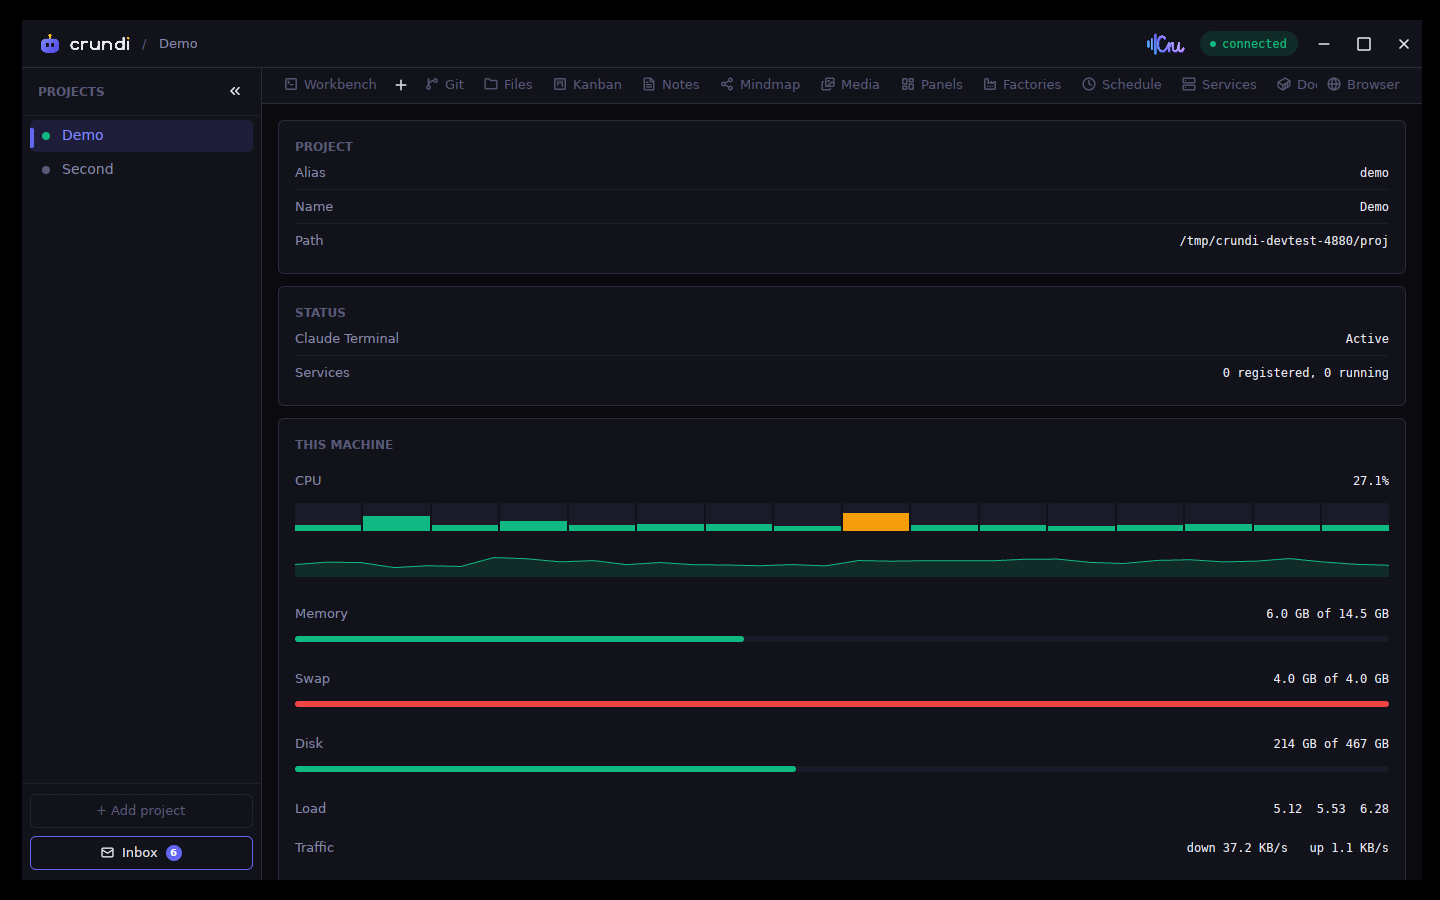 crundi / Demo
Cru
connected
PROJECTS
Workbench + Git Files Kanban Notes Mindmap Media Panels Factories Schedule Services Do Browser
Demo
Second
PROJECT
Alias demo
Name Demo
Path /tmp/crundi-devtest-4880/proj
STATUS
Claude Terminal Active
Services 0 registered, 0 running
THIS MACHINE
CPU 27.1%
Memory 6.0 GB of 14.5 GB
Swap 4.0 GB of 4.0 GB
Disk 214 GB of 467 GB
Load 5.12 5.53 6.28
Traffic down 37.2 KB/s up 1.1 KB/s
+ Add project
Inbox 6